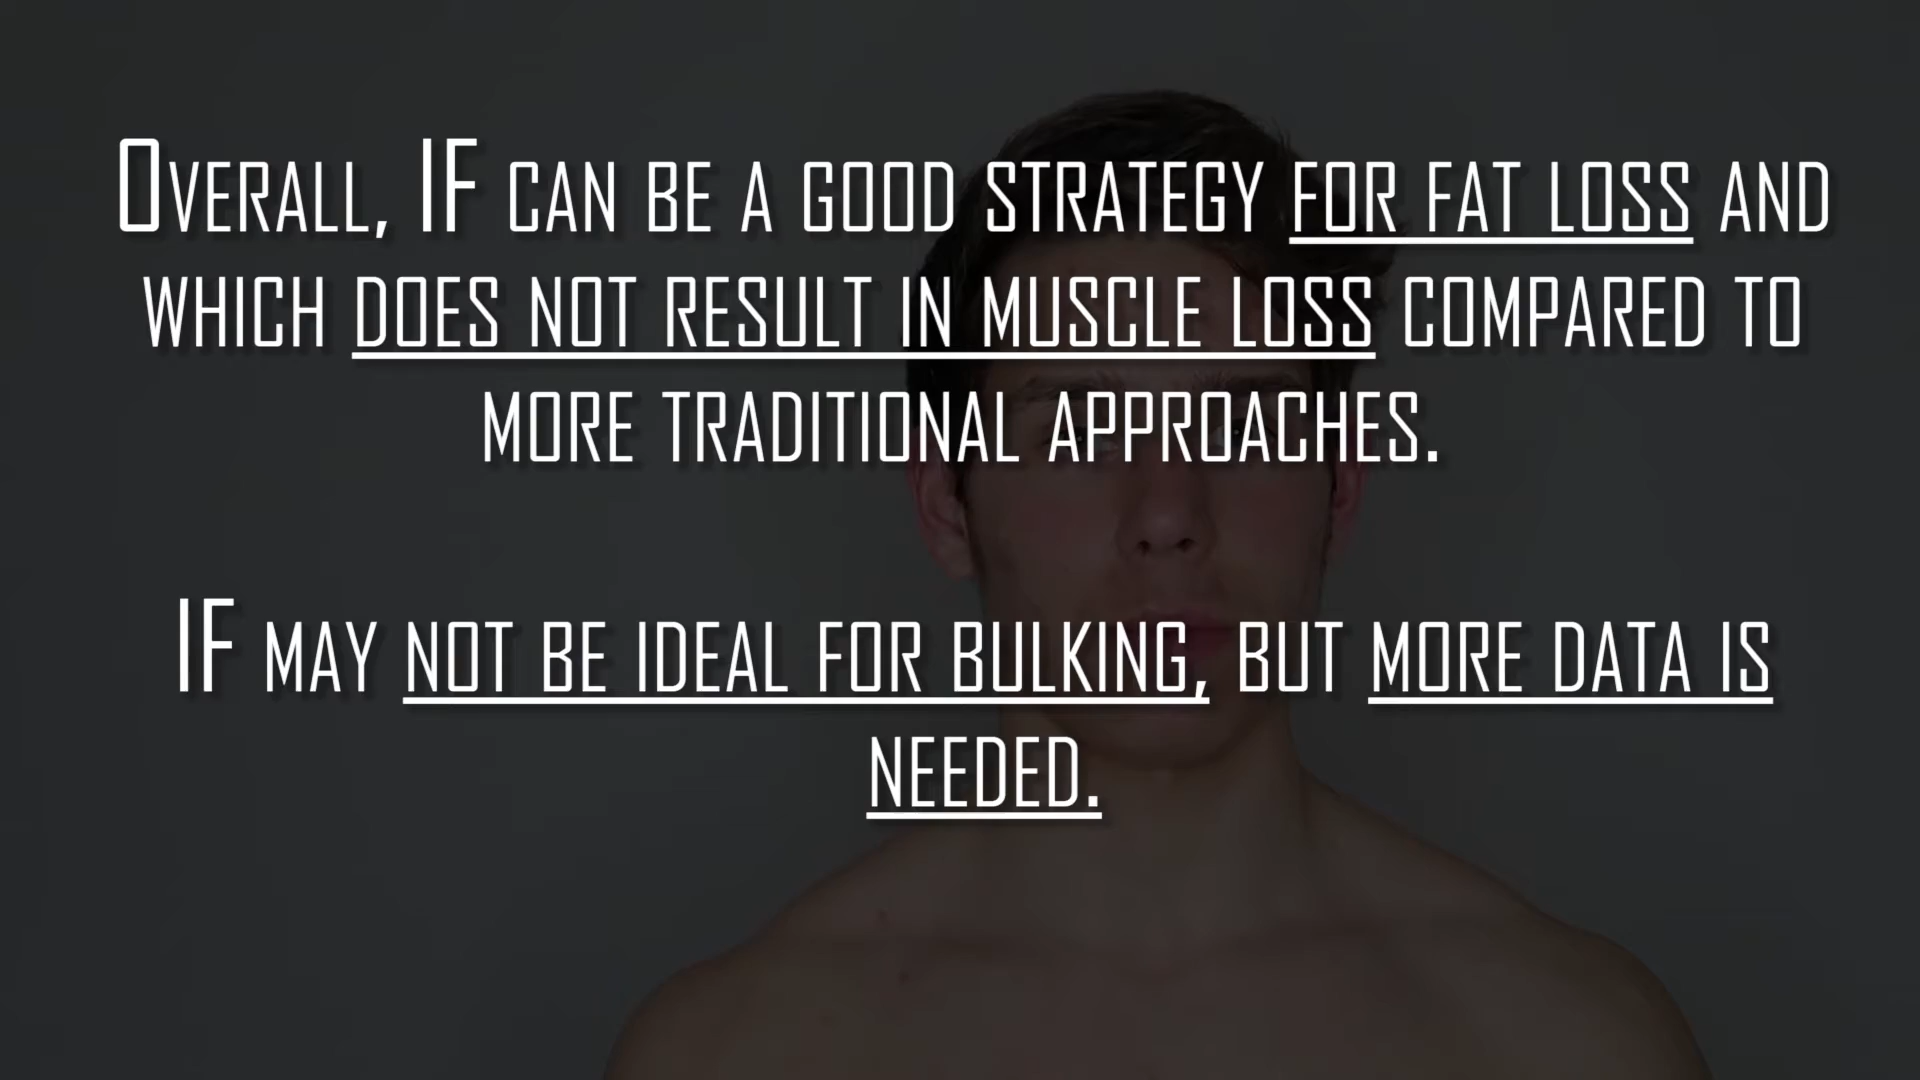 Overall, IF can be a good strategy for fat loss and
which does not result in muscle loss compared to
more traditional approaches.
IF may not be ideal for bulking, but more data is
needed.